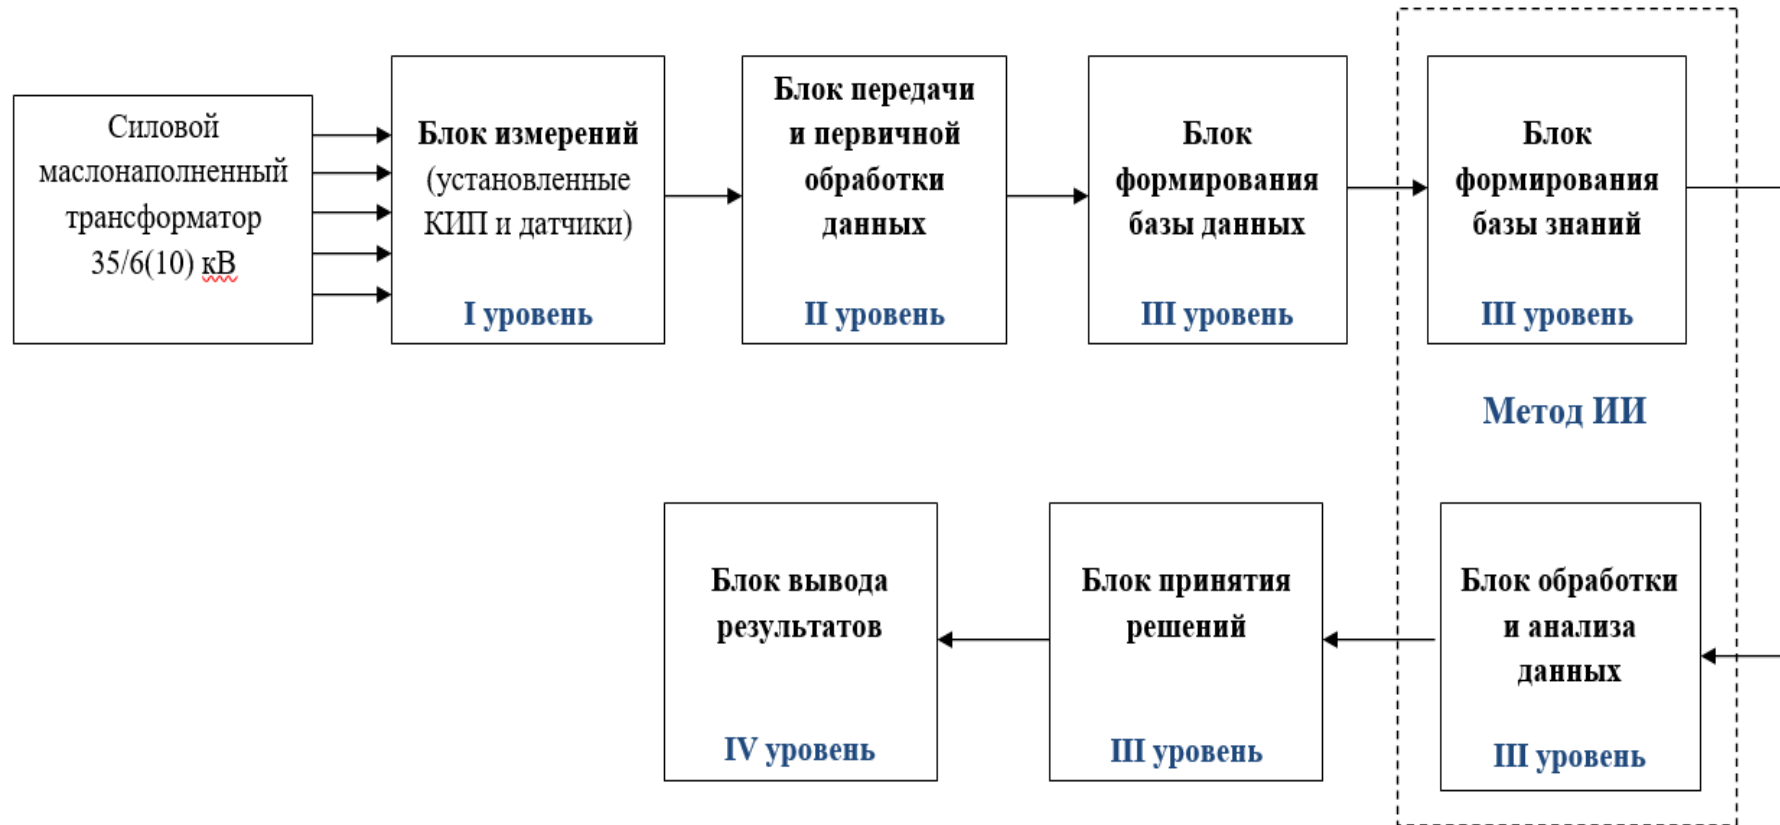 Силовой
маслонаполненный
трансформатор
35/6(10) кВ
Блок измерений
(установленные
КИП и датчики)
I уровень
Блок передачи
и первичной
обработки
данных
II уровень
Блок
формирования
базы данных
III уровень
Блок
формирования
базы знаний
III уровень
Метод ИИ
Блок вывода
результатов
IV уровень
Блок принятия
решений
III уровень
Блок обработки
и анализа
данных
III уровень